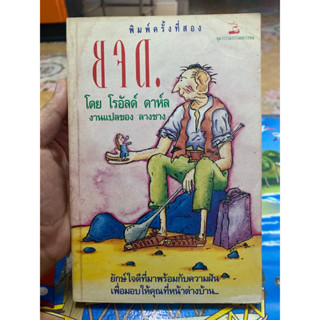 พิมพ์ครั้งที่สอง
ยจด.
โดย โรอัลด์ ดาห์ล
งานแปลของ ลางชาง
ยักษ์ใจดีที่มาพร้อมกับความฝัน
เพื่อมอบให้คุณที่หน้าต่างบ้าน...